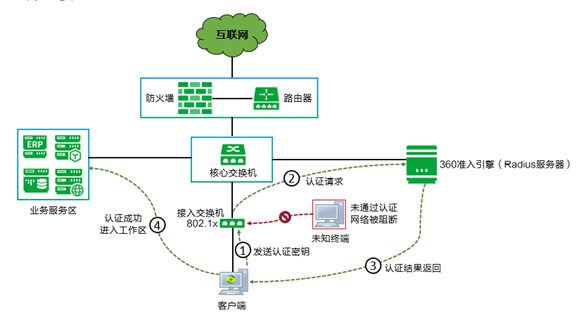 互联网
防火墙
路由器
核心交换机
ERP
业务服务区
360准入引擎（Radius服务器）
② 认证请求
接入交换机
802.1x
未通过认证
网络被阻断
未知终端
认证成功
进入工作区
④
① 发送认证密钥
③ 认证结果返回
客户端